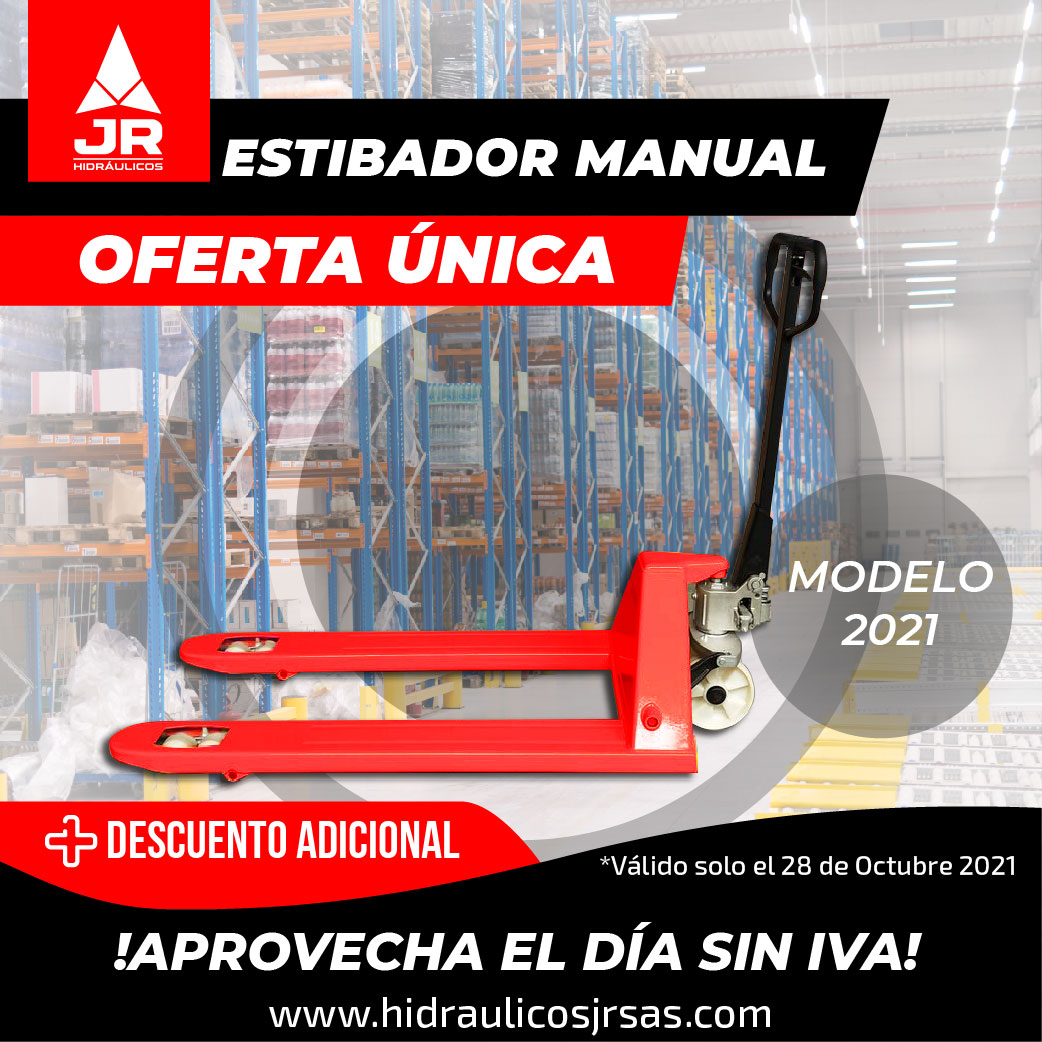 JR
HIDRÁULICOS
ESTIBADOR MANUAL
OFERTA ÚNICA
MODELO
2021
DESCUENTO ADICIONAL
*Válido solo el 28 de Octubre 2021
!APROVECHA EL DÍA SIN IVA!
www.hidraulicosjrsas.com